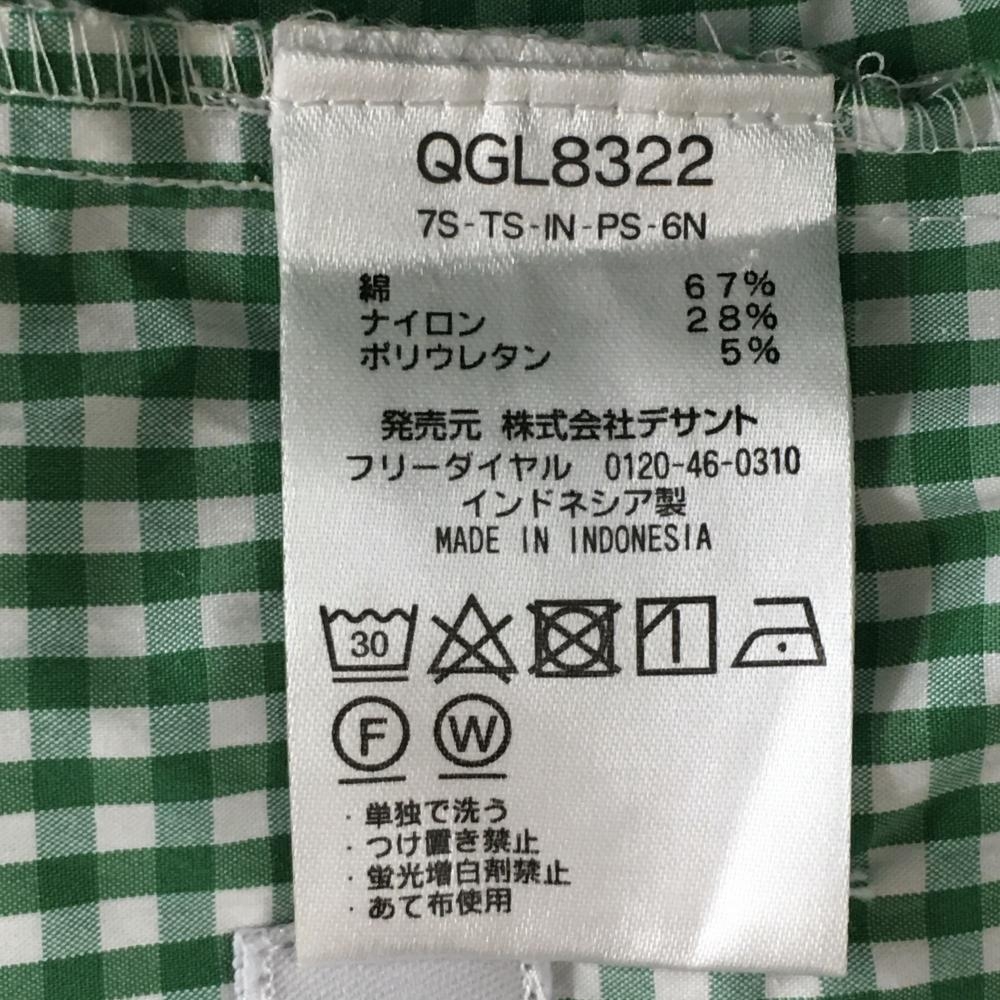 QGL8322
7S-TS-IN-PS-6N
綿 67%
ナイロン 28%
ポリウレタン 5%
発売元 株式会社デサント
フリーダイヤル 0120-46-0310
インドネシア製
MADE IN INDONESIA
30
F W
・単独で洗う
・つけ置き禁止
・蛍光増白剤禁止
・あて布使用